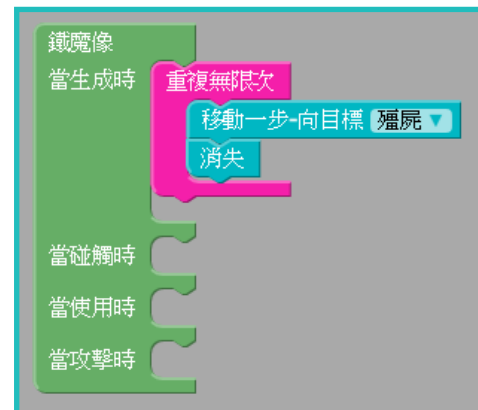 鐵魔像
當生成時
重複無限次
移動一步-向目標 殭屍
消失
當碰觸時
當使用時
當攻擊時